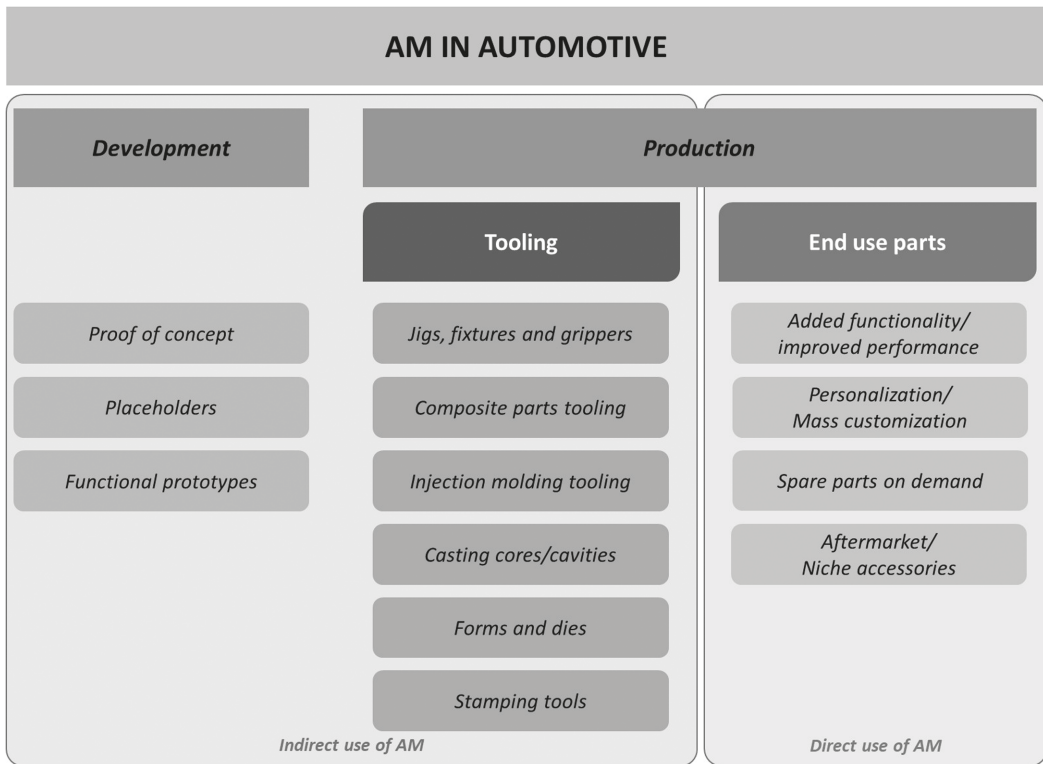 AM IN AUTOMOTIVE
Development
Production
Tooling
End use parts
Proof of concept
Placeholders
Functional prototypes
Jigs, fixtures and grippers
Composite parts tooling
Injection molding tooling
Casting cores/cavities
Forms and dies
Stamping tools
Added functionality/
improved performance
Personalization/
Mass customization
Spare parts on demand
Aftermarket/
Niche accessories
Indirect use of AM
Direct use of AM